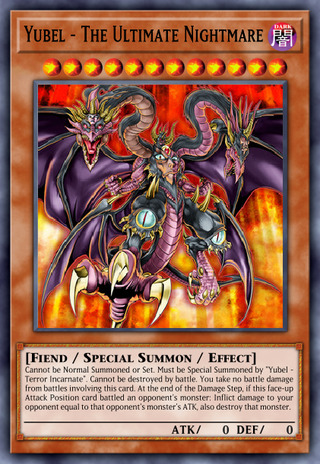 Yubel - The Ultimate Nightmare
DARK
闇
[Fiend / Special Summon / Effect]
Cannot be Normal Summoned or Set. Must be Special Summoned by "Yubel -
Terror Incarnate". Cannot be destroyed by battle. You take no battle damage
from battles involving this card. At the end of the Damage Step, if this face-up
Attack Position card battled an opponent's monster: Inflict damage to your
opponent equal to that opponent's monster's ATK, also destroy that monster.
ATK/ 0 DEF/ 0